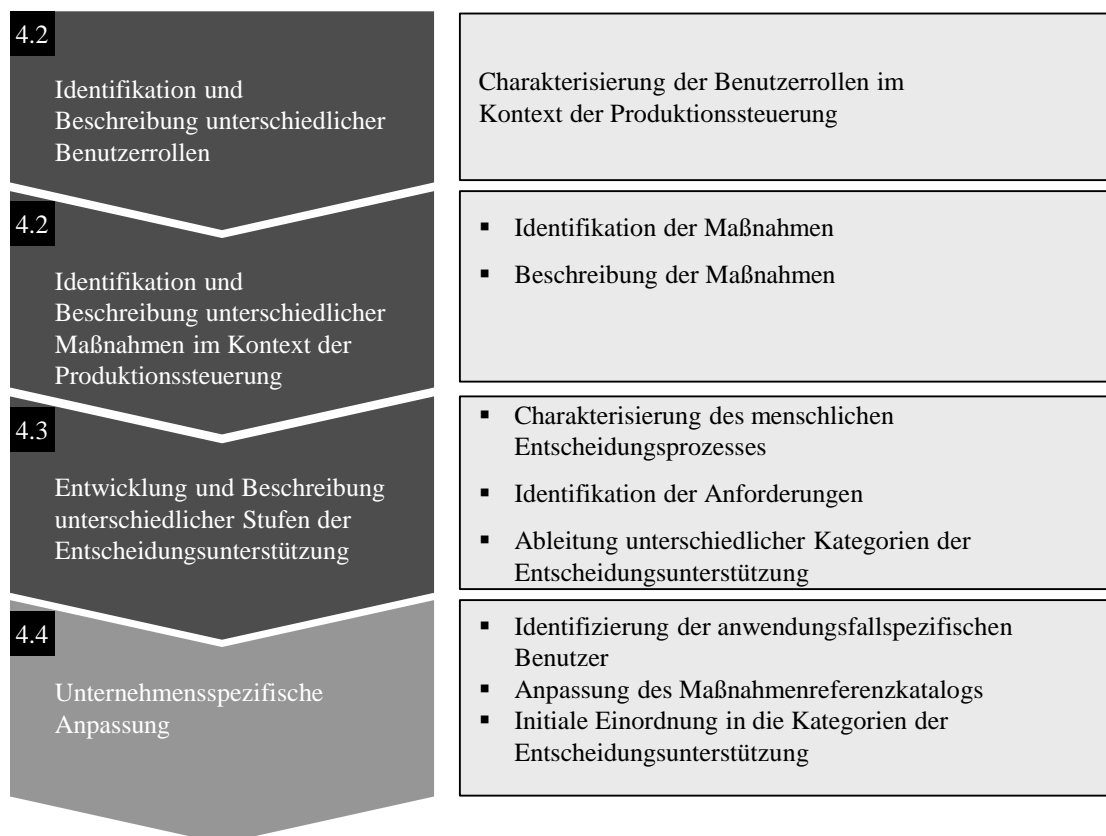 4.2
Identifikation und
Beschreibung unterschiedlicher
Benutzerrollen
Charakterisierung der Benutzerrollen im
Kontext der Produktionssteuerung
4.2
Identifikation und
Beschreibung unterschiedlicher
Maßnahmen im Kontext der
Produktionssteuerung
▪ Identifikation der Maßnahmen
▪ Beschreibung der Maßnahmen
4.3
Entwicklung und Beschreibung
unterschiedlicher Stufen der
Entscheidungsunterstützung
▪ Charakterisierung des menschlichen
Entscheidungsprozesses
▪ Identifikation der Anforderungen
▪ Ableitung unterschiedlicher Kategorien der
Entscheidungsunterstützung
4.4
Unternehmensspezifische
Anpassung
▪ Identifizierung der anwendungsfallspezifischen
Benutzer
▪ Anpassung des Maßnahmenreferenzkatalogs
▪ Initiale Einordnung in die Kategorien der
Entscheidungsunterstützung